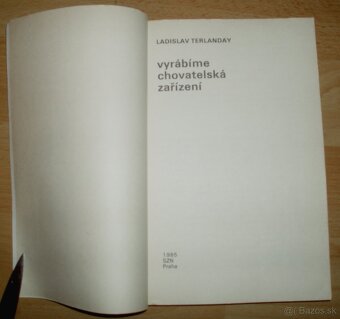 LADISLAV TERLANDAY
vyrábíme
chovatelská
zařízení
1985
SZN
Praha
© Bazos.sk